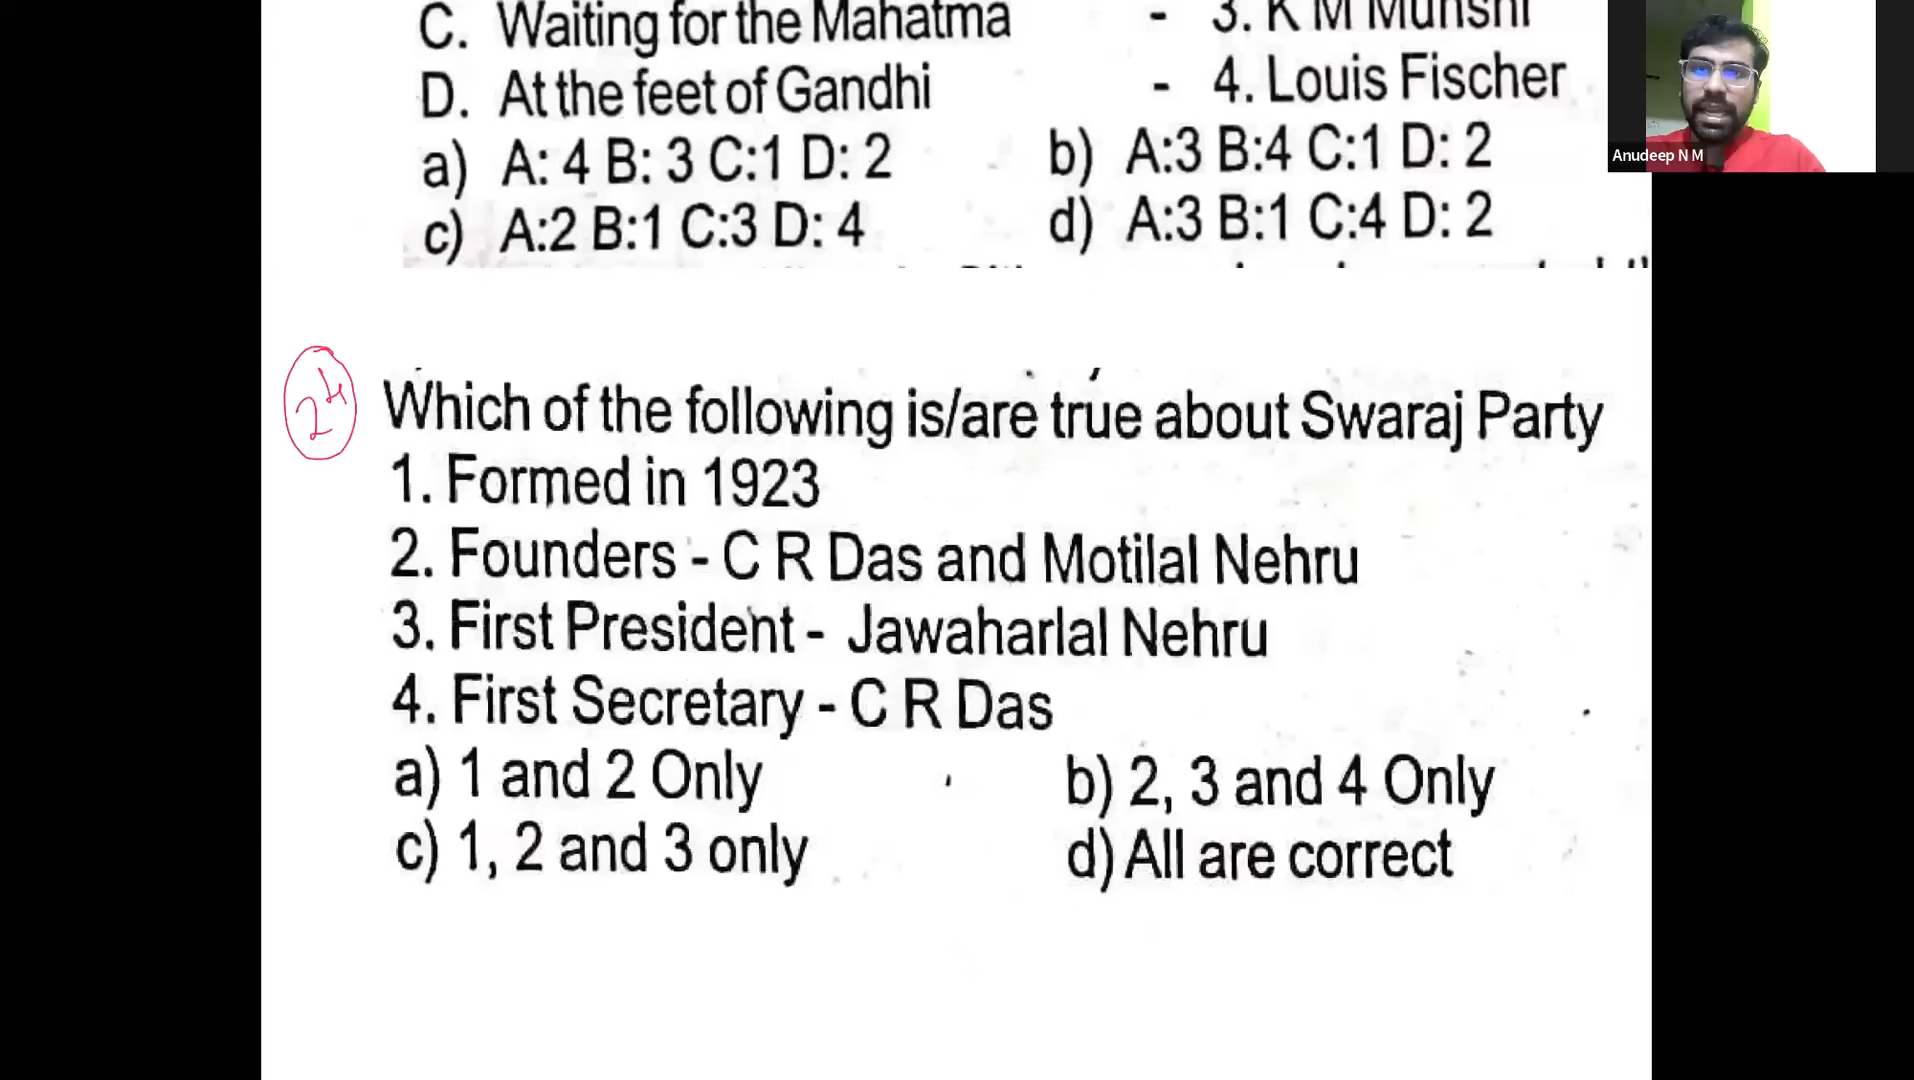 C. Waiting for the Mahatma - 3. K M Munshi
D. At the feet of Gandhi - 4. Louis Fischer
a) A: 4 B: 3 C:1 D: 2 b) A:3 B:4 C:1 D: 2
c) A:2 B:1 C:3 D: 4 d) A:3 B:1 C:4 D: 2
Anudeep N M
24
Which of the following is/are true about Swaraj Party
1. Formed in 1923
2. Founders - C R Das and Motilal Nehru
3. First President - Jawaharlal Nehru
4. First Secretary - C R Das
a) 1 and 2 Only b) 2, 3 and 4 Only
c) 1, 2 and 3 only d) All are correct